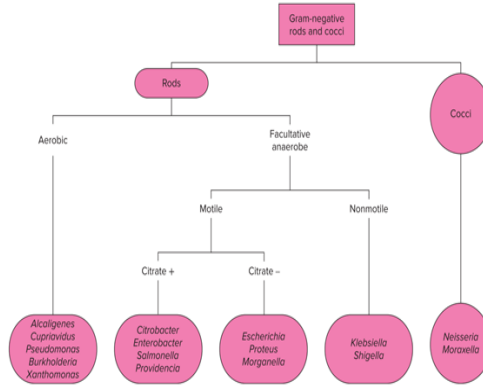 Gram-negative
rods and cocci
Rods
Cocci
Aerobic
Facultative
anaerobe
Motile
Nonmotile
Citrate +
Citrate –
Alcaligenes
Cupriavidus
Pseudomonas
Burkholderia
Xanthomonas
Citrobacter
Enterobacter
Salmonella
Providencia
Escherichia
Proteus
Morganella
Klebsiella
Shigella
Neisseria
Moraxella